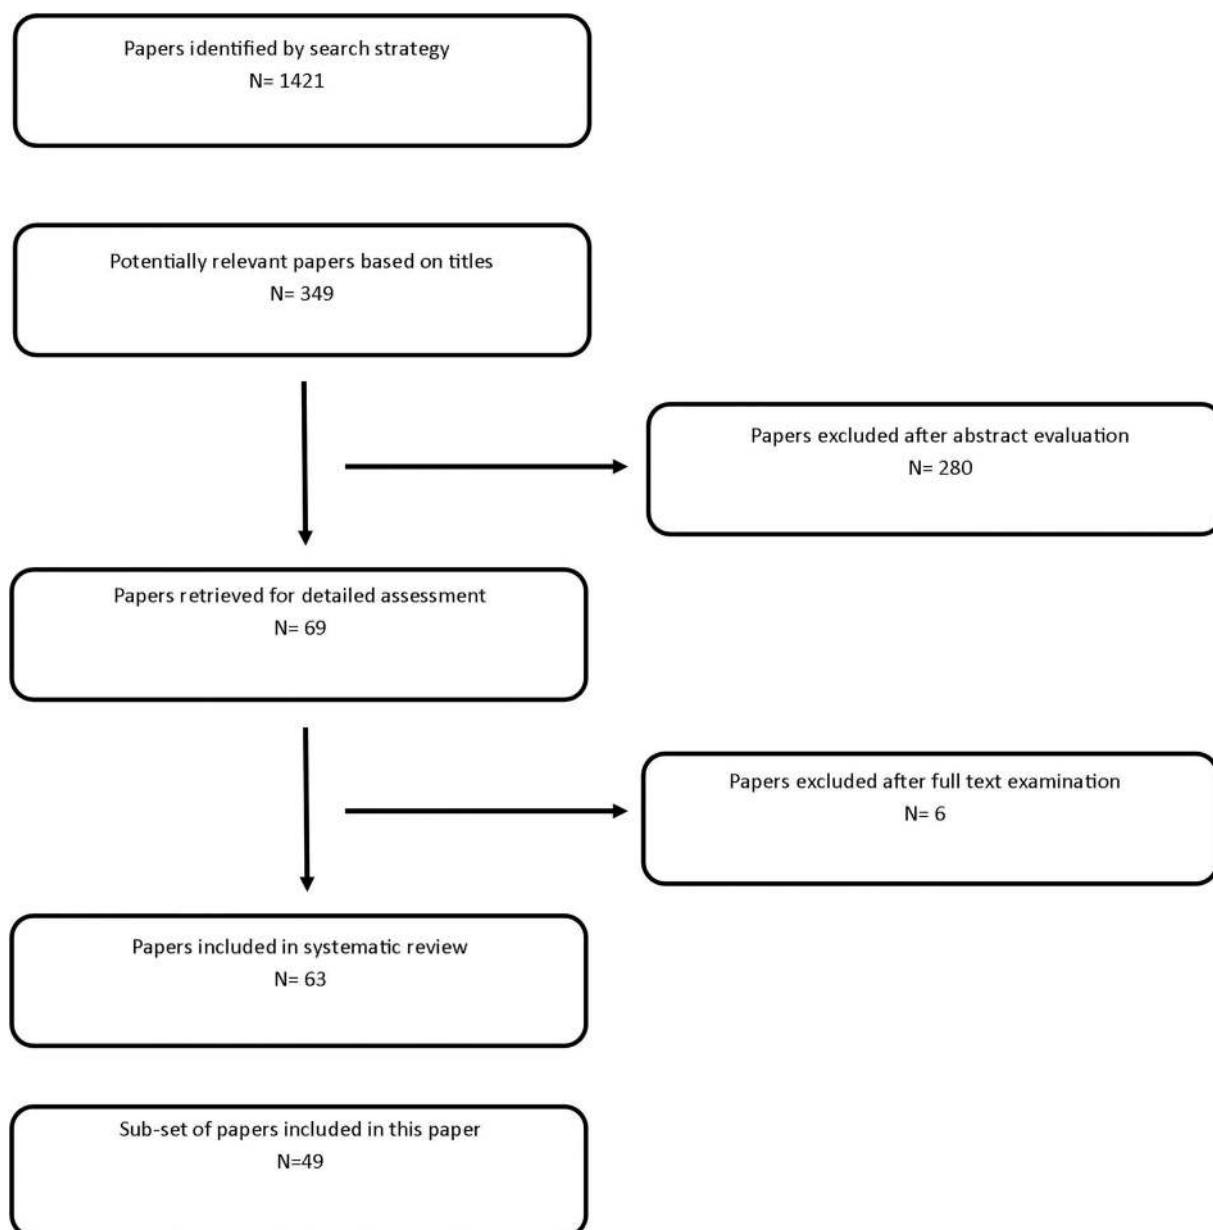 Papers identified by search strategy
N= 1421
Potentially relevant papers based on titles
N= 349
Papers excluded after abstract evaluation
N= 280
Papers retrieved for detailed assessment
N= 69
Papers excluded after full text examination
N= 6
Papers included in systematic review
N= 63
Sub-set of papers included in this paper
N=49